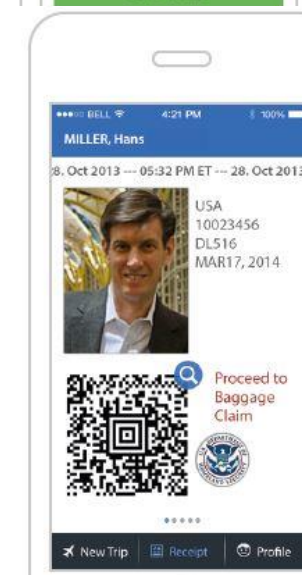 BELL 4:21 PM 100%
MILLER, Hans
8. Oct 2013 --- 05:32 PM ET --- 28. Oct 2013
USA
10023456
DL516
MAR17, 2014
Proceed to
Baggage
Claim
New Trip Receipt Profile